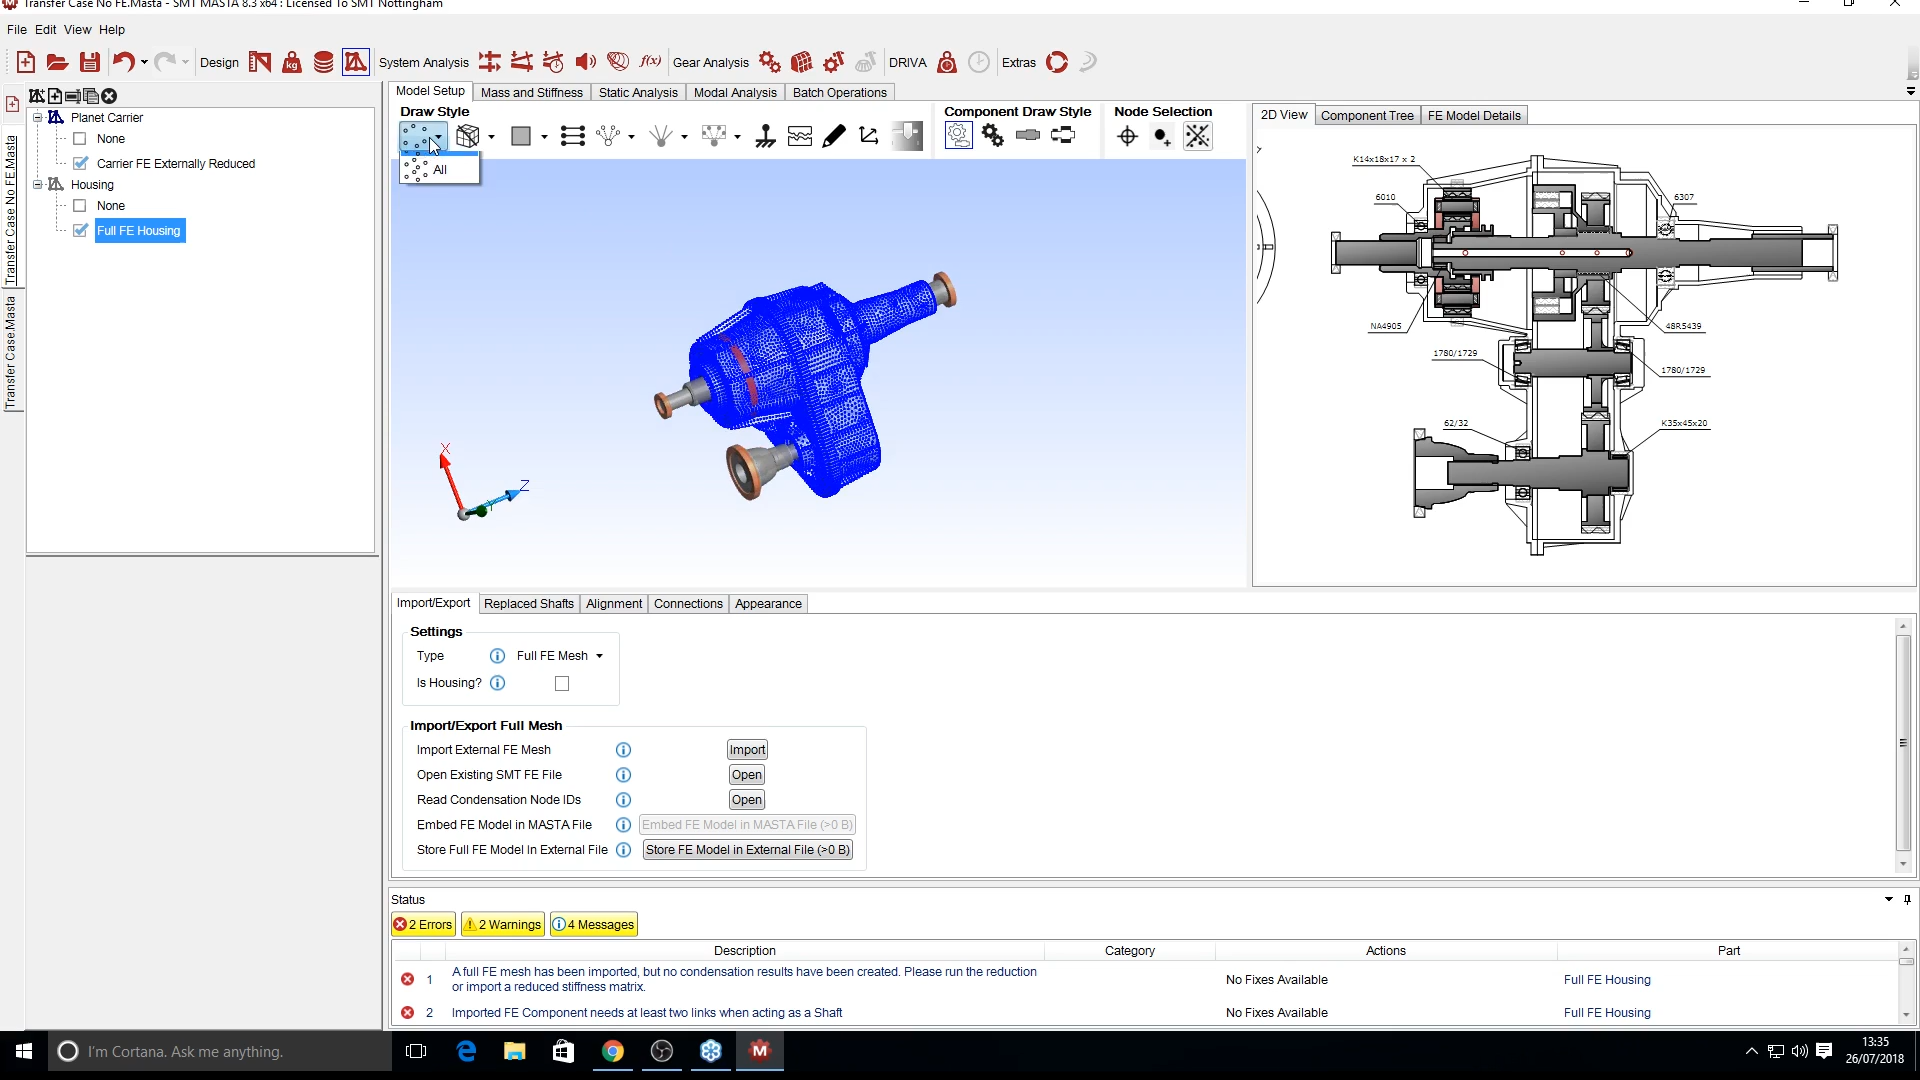 Transfer Case No FE.Masta - SMT MASTA 8.3 x64 : Licensed To SMT Nottingham
File Edit View Help
Design System Analysis f(x) Gear Analysis DRIVA Extras
Transfer Case No FE.Masta
Transfer Case.Masta
Planet Carrier
None
Carrier FE Externally Reduced
Housing
None
Full FE Housing
Model Setup Mass and Stiffness Static Analysis Modal Analysis Batch Operations
Draw Style Component Draw Style Node Selection
All
X
Z
2D View Component Tree FE Model Details
K14x18x17 x 2
6010
6307
NA4905
48R5439
1780/1729
1780/1729
62/32
K35x45x20
Import/Export Replaced Shafts Alignment Connections Appearance
Settings
Type Full FE Mesh
Is Housing?
Import/Export Full Mesh
Import External FE Mesh Import
Open Existing SMT FE File Open
Read Condensation Node IDs Open
Embed FE Model in MASTA File Embed FE Model in MASTA File (>0 B)
Store Full FE Model In External File Store FE Model in External File (>0 B)
Status
2 Errors 2 Warnings 4 Messages
Description Category Actions Part
1 A full FE mesh has been imported, but no condensation results have been created. Please run the reduction
or import a reduced stiffness matrix. No Fixes Available Full FE Housing
2 Imported FE Component needs at least two links when acting as a Shaft No Fixes Available Full FE Housing
I'm Cortana. Ask me anything.
13:35
26/07/2018